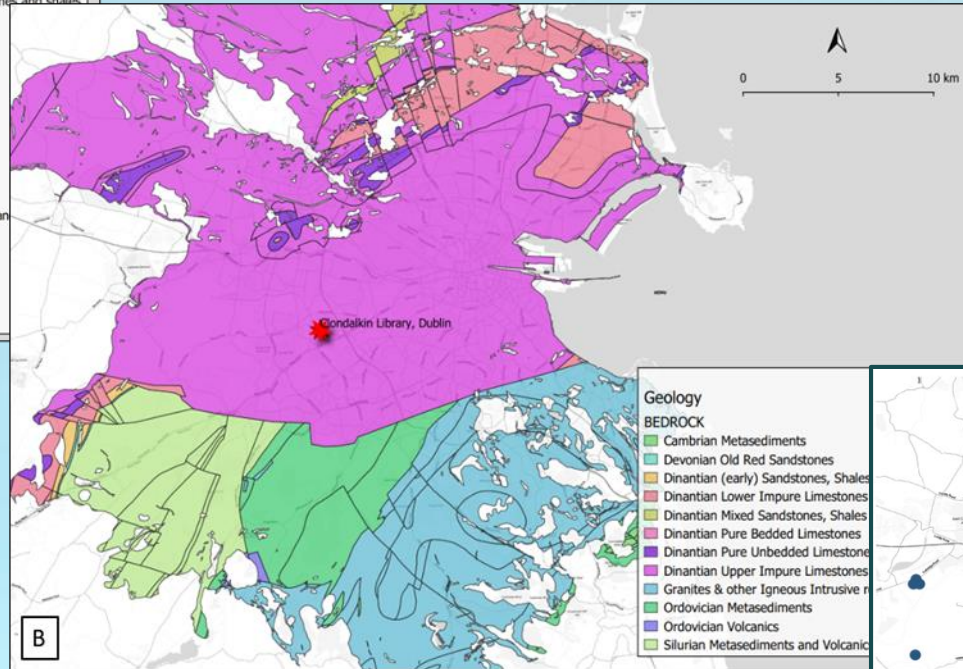 0 5 10 km
Clondalkin Library, Dublin
Geology
BEDROCK
Cambrian Metasediments
Devonian Old Red Sandstones
Dinantian (early) Sandstones, Shales
Dinantian Lower Impure Limestones
Dinantian Mixed Sandstones, Shales
Dinantian Pure Bedded Limestones
Dinantian Pure Unbedded Limestone
Dinantian Upper Impure Limestones
Granites & other Igneous Intrusive r
Ordovician Metasediments
Ordovician Volcanics
Silurian Metasediments and Volcanic
B